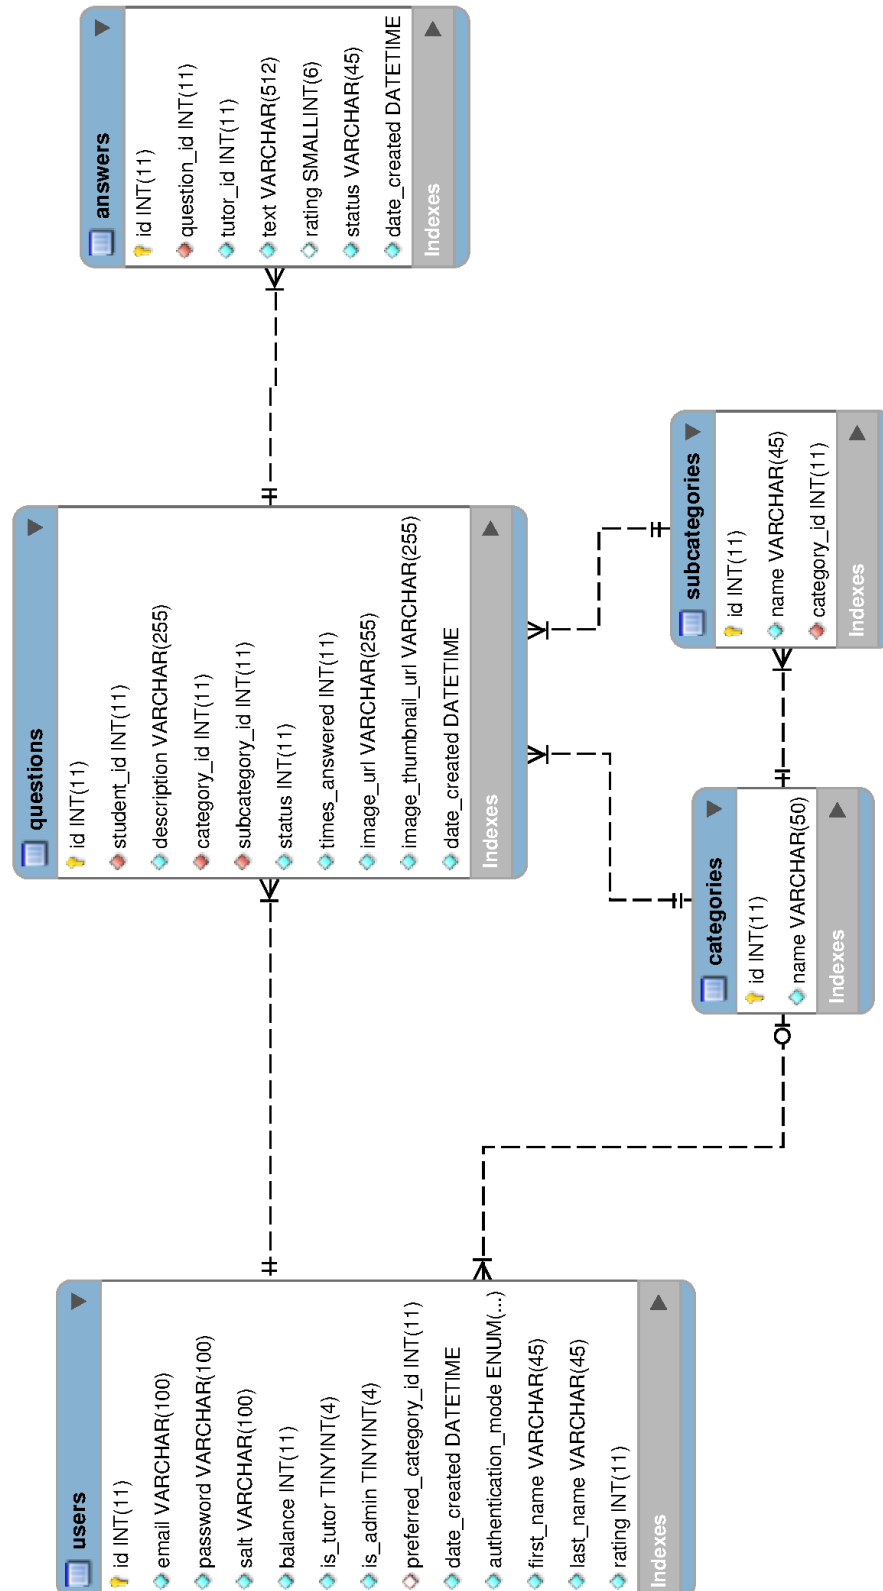 users
id INT(11)
email VARCHAR(100)
password VARCHAR(100)
salt VARCHAR(100)
balance INT(11)
is_tutor TINYINT(4)
is_admin TINYINT(4)
preferred_category_id INT(11)
date_created DATETIME
authentication_mode ENUM(...)
first_name VARCHAR(45)
last_name VARCHAR(45)
rating INT(11)
Indexes
questions
id INT(11)
student_id INT(11)
description VARCHAR(255)
category_id INT(11)
subcategory_id INT(11)
status INT(11)
times_answered INT(11)
image_url VARCHAR(255)
image_thumbnail_url VARCHAR(255)
date_created DATETIME
Indexes
answers
id INT(11)
question_id INT(11)
tutor_id INT(11)
text VARCHAR(512)
rating SMALLINT(6)
status VARCHAR(45)
date_created DATETIME
Indexes
categories
id INT(11)
name VARCHAR(50)
Indexes
subcategories
id INT(11)
name VARCHAR(45)
category_id INT(11)
Indexes